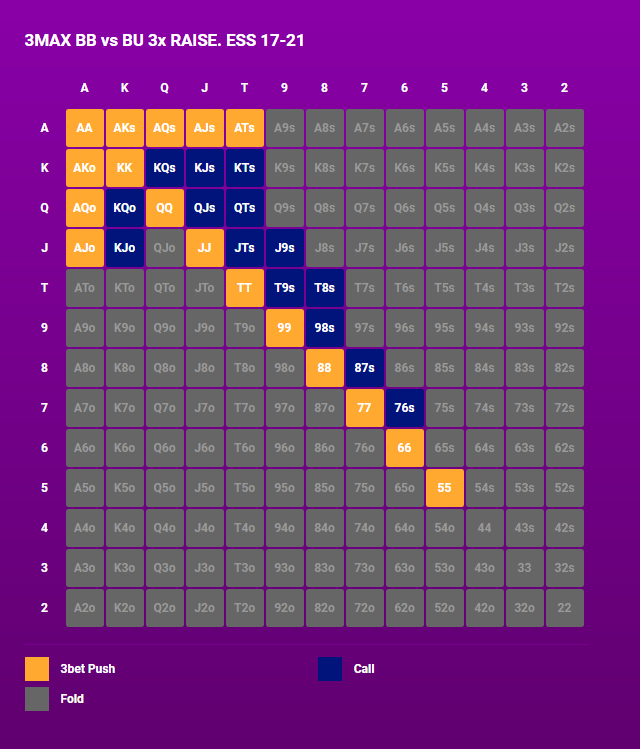 3MAX BB vs BU 3x RAISE. ESS 17-21
A K Q J T 9 8 7 6 5 4 3 2
A AA AKs AQs AJs ATs A9s A8s A7s A6s A5s A4s A3s A2s
K AKo KK KQs KJs KTs K9s K8s K7s K6s K5s K4s K3s K2s
Q AQo KQo QQ QJs QTs Q9s Q8s Q7s Q6s Q5s Q4s Q3s Q2s
J AJo KJo QJo JJ JTs J9s J8s J7s J6s J5s J4s J3s J2s
T ATo KTo QTo JTo TT T9s T8s T7s T6s T5s T4s T3s T2s
9 A9o K9o Q9o J9o T9o 99 98s 97s 96s 95s 94s 93s 92s
8 A8o K8o Q8o J8o T8o 98o 88 87s 86s 85s 84s 83s 82s
7 A7o K7o Q7o J7o T7o 97o 87o 77 76s 75s 74s 73s 72s
6 A6o K6o Q6o J6o T6o 96o 86o 76o 66 65s 64s 63s 62s
5 A5o K5o Q5o J5o T5o 95o 85o 75o 65o 55 54s 53s 52s
4 A4o K4o Q4o J4o T4o 94o 84o 74o 64o 54o 44 43s 42s
3 A3o K3o Q3o J3o T3o 93o 83o 73o 63o 53o 43o 33 32s
2 A2o K2o Q2o J2o T2o 92o 82o 72o 62o 52o 42o 32o 22
3bet Push Call
Fold